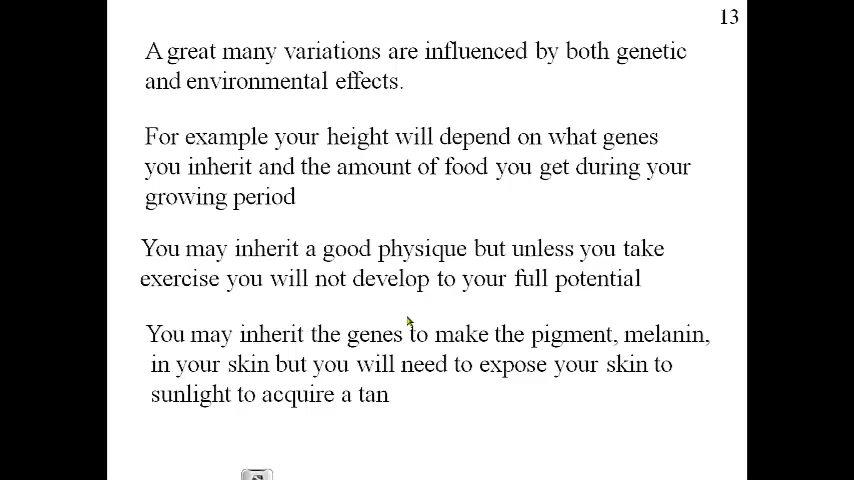 13
A great many variations are influenced by both genetic
and environmental effects.
For example your height will depend on what genes
you inherit and the amount of food you get during your
growing period
You may inherit a good physique but unless you take
exercise you will not develop to your full potential
You may inherit the genes to make the pigment, melanin,
in your skin but you will need to expose your skin to
sunlight to acquire a tan